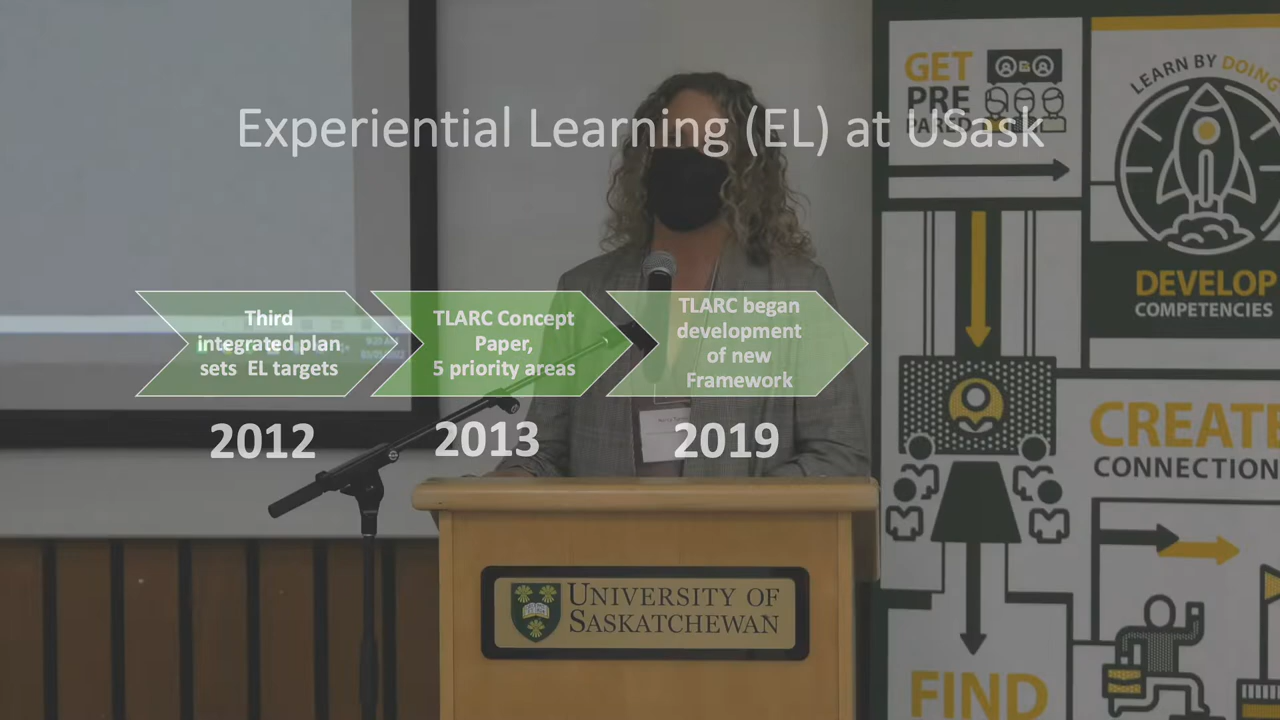 Experiential Learning (EL) at USask
Third
integrated plan
sets EL targets
TLARC Concept
Paper,
5 priority areas
TLARC began
development
of new
Framework
2012
2013
2019
UNIVERSITY OF
SASKATCHEWAN
GET
PRE
PARED
LEARN BY DOING
DEVELOP
COMPETENCIES
CREATE
CONNECTION
FIND